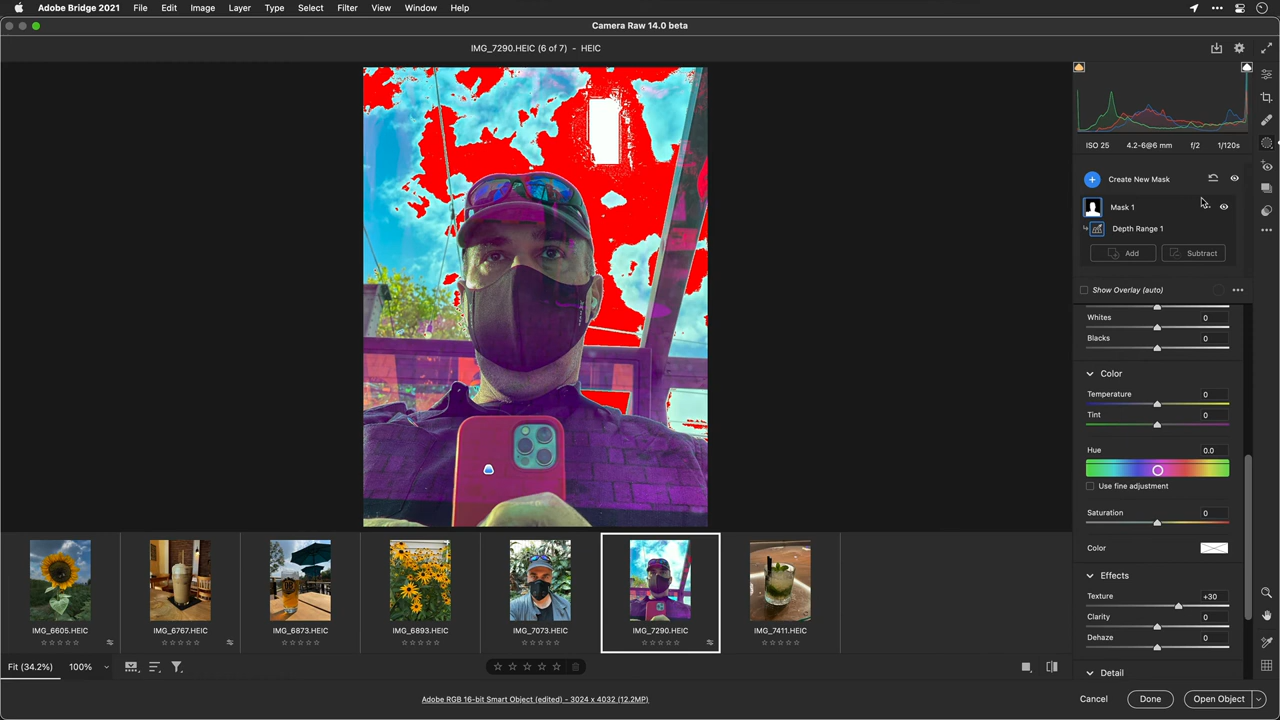 Adobe Bridge 2021 File Edit Image Layer Type Select Filter View Window Help
Camera Raw 14.0 beta
IMG_7290.HEIC (6 of 7) - HEIC
ISO 25 4.2-6@6 mm f/2 1/120s
Create New Mask
Mask 1
Depth Range 1
Add Subtract
Show Overlay (auto)
Whites 0
Blacks 0
Color
Temperature 0
Tint 0
Hue 0.0
Use fine adjustment
Saturation 0
Color
Effects
Texture +30
Clarity 0
Dehaze 0
Detail
IMG_6605.HEIC IMG_6767.HEIC IMG_6873.HEIC IMG_6893.HEIC IMG_7073.HEIC IMG_7290.HEIC IMG_7411.HEIC
Fit (34.2%) 100%
Adobe RGB 16-bit Smart Object (edited) - 3024 x 4032 (12.2MP)
Cancel Done Open Object